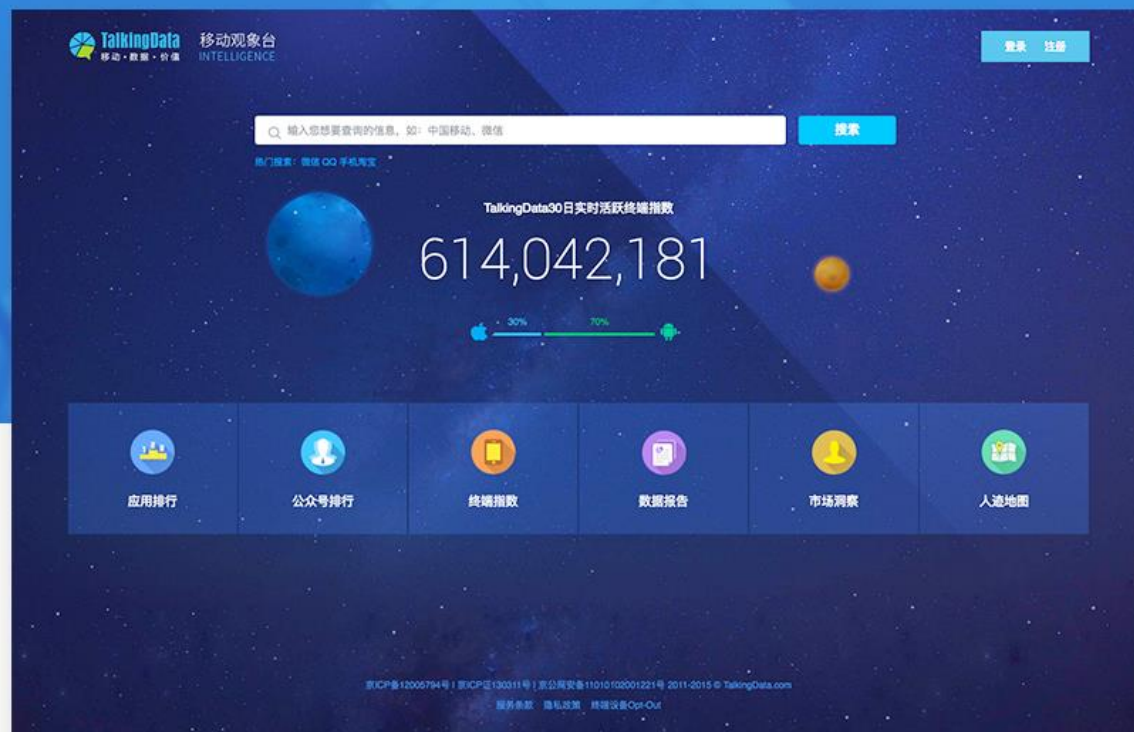 TalkingData
移动·数据·价值
移动观象台
INTELLIGENCE
登录 注册
输入您想要查询的信息，如：中国移动、微信
搜索
热门搜索：微信 QQ 手机淘宝
TalkingData30日实时活跃终端指数
614,042,181
30% 70%
应用排行 公众号排行 终端指数 数据报告 市场洞察 人迹地图
京ICP备12005794号 | 京ICP证130311号 | 京公网安备11010102001221号 2011-2015 © TalkingData.com
服务条款 隐私政策 终端设备Opt-Out